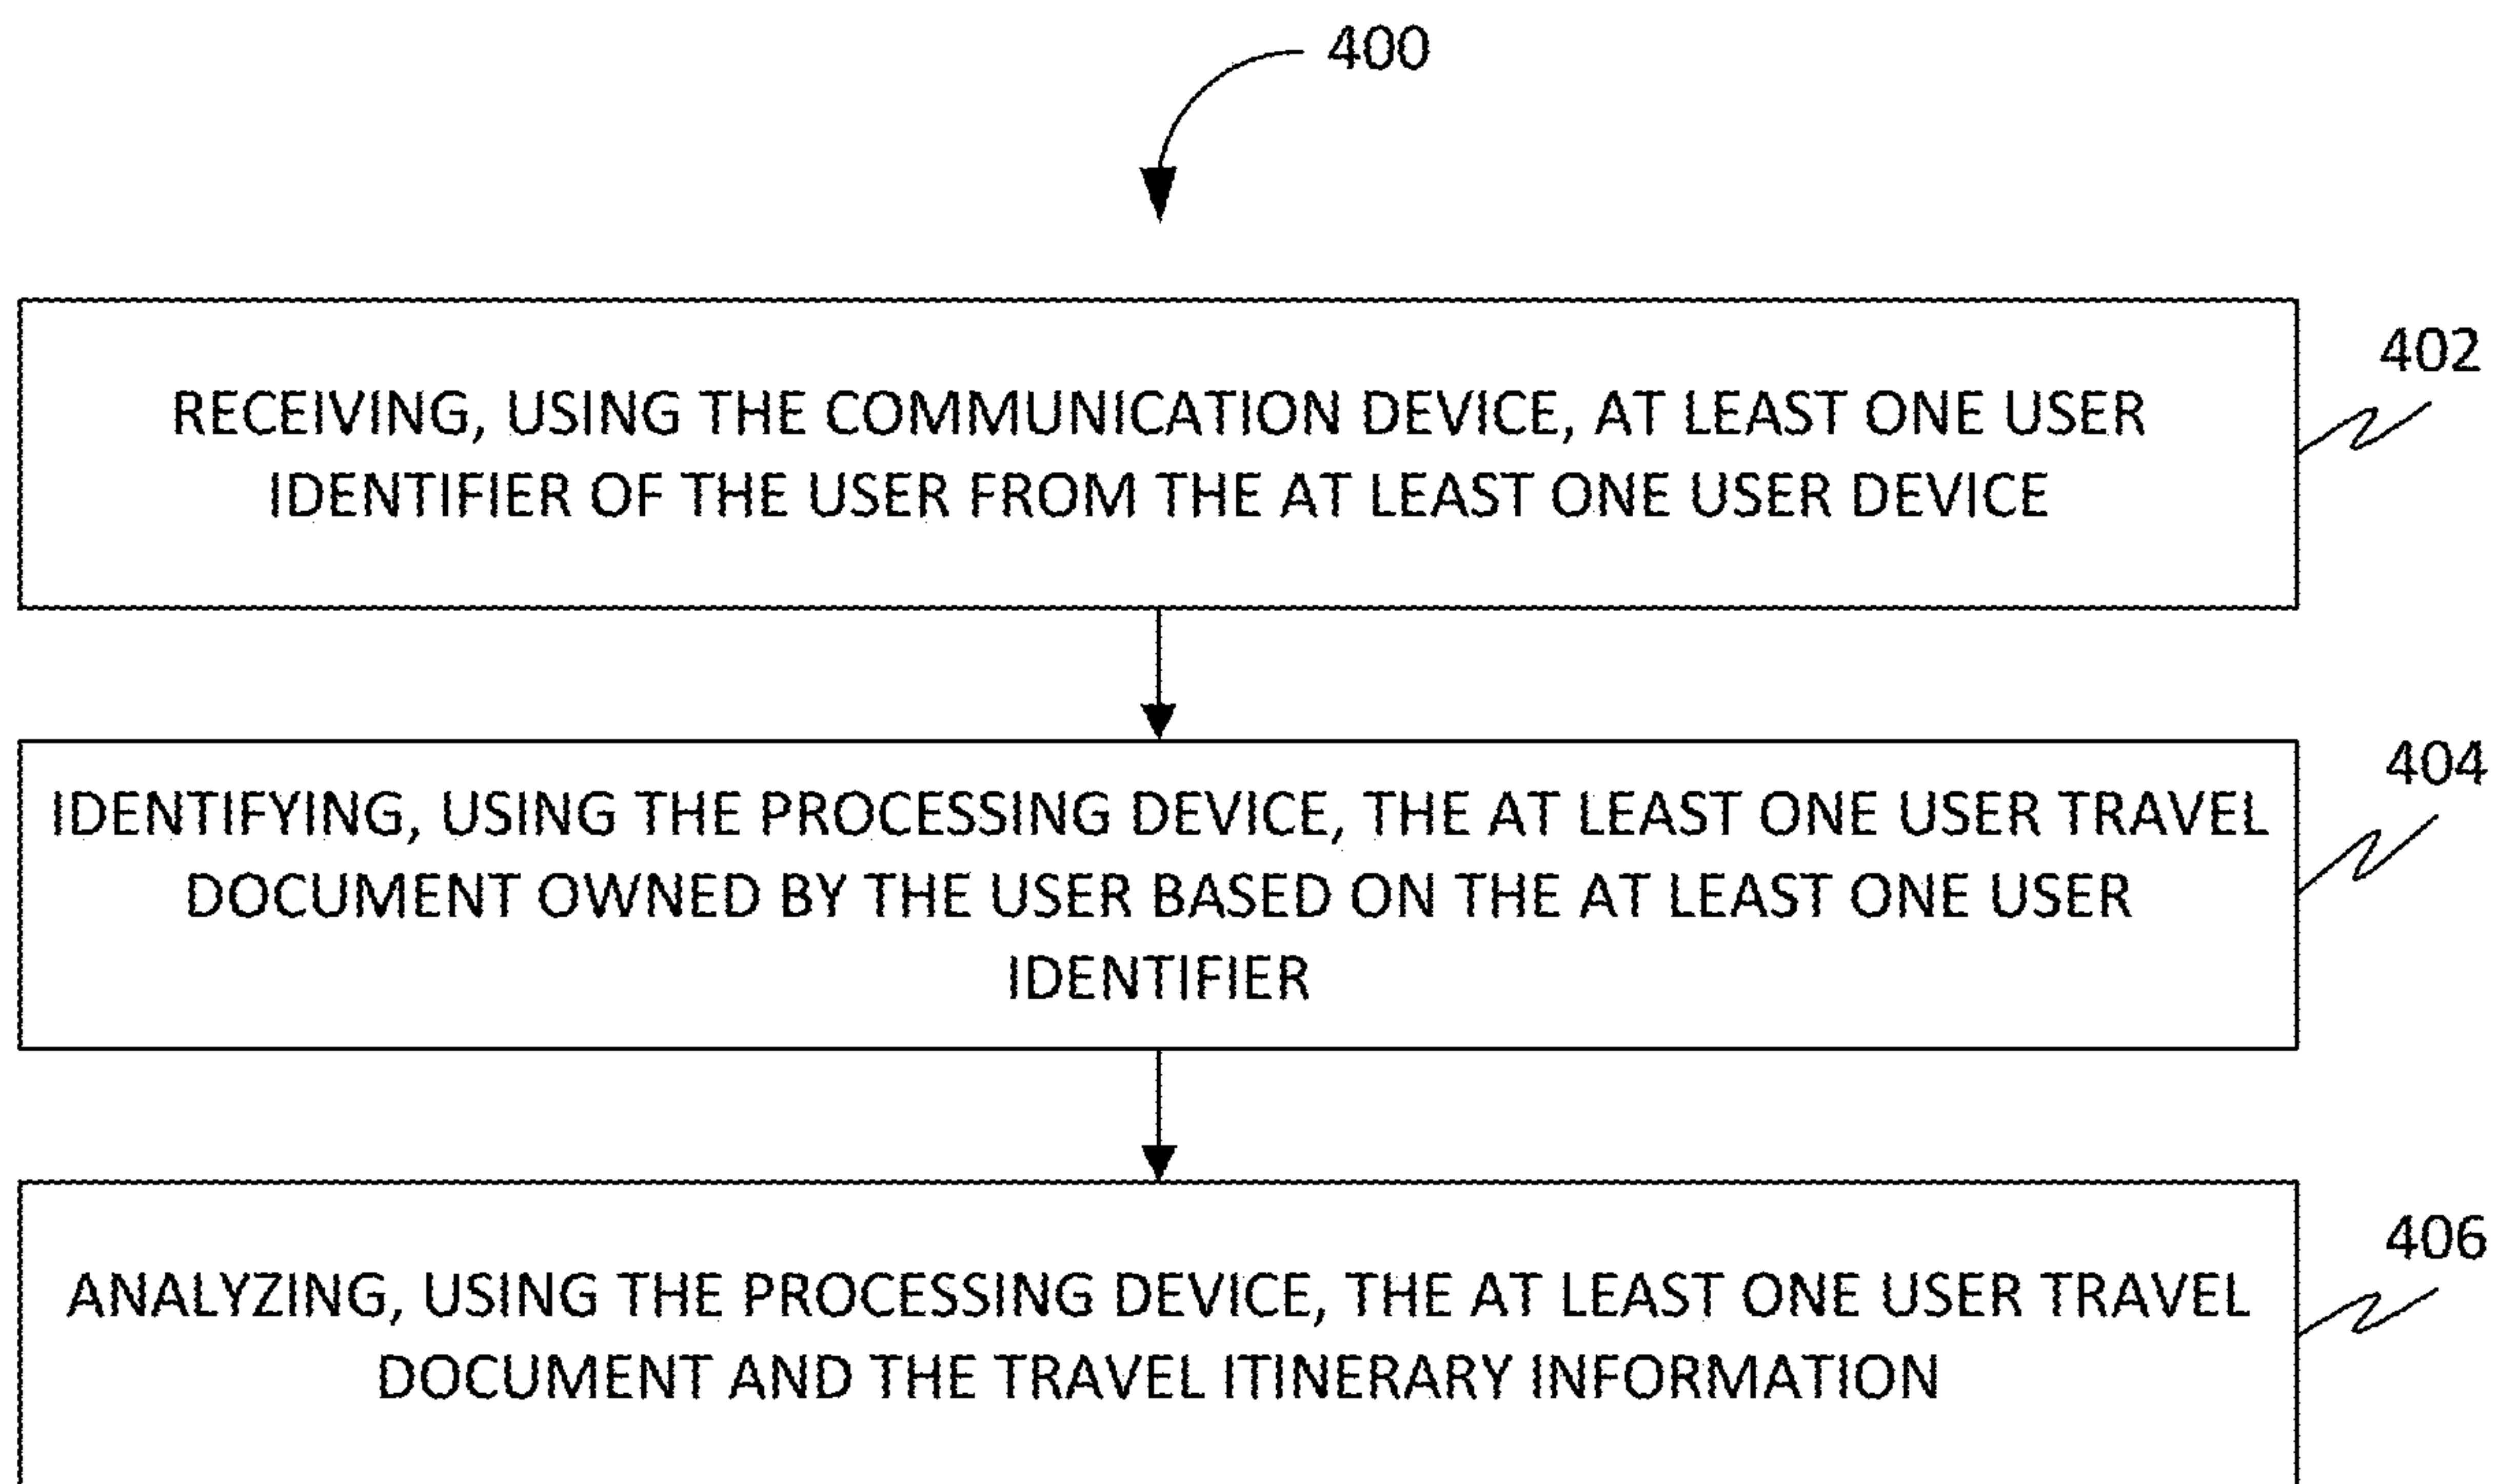 400
402
RECEIVING, USING THE COMMUNICATION DEVICE, AT LEAST ONE USER
IDENTIFIER OF THE USER FROM THE AT LEAST ONE USER DEVICE
404
IDENTIFYING, USING THE PROCESSING DEVICE, THE AT LEAST ONE USER TRAVEL
DOCUMENT OWNED BY THE USER BASED ON THE AT LEAST ONE USER
IDENTIFIER
406
ANALYZING, USING THE PROCESSING DEVICE, THE AT LEAST ONE USER TRAVEL
DOCUMENT AND THE TRAVEL ITINERARY INFORMATION